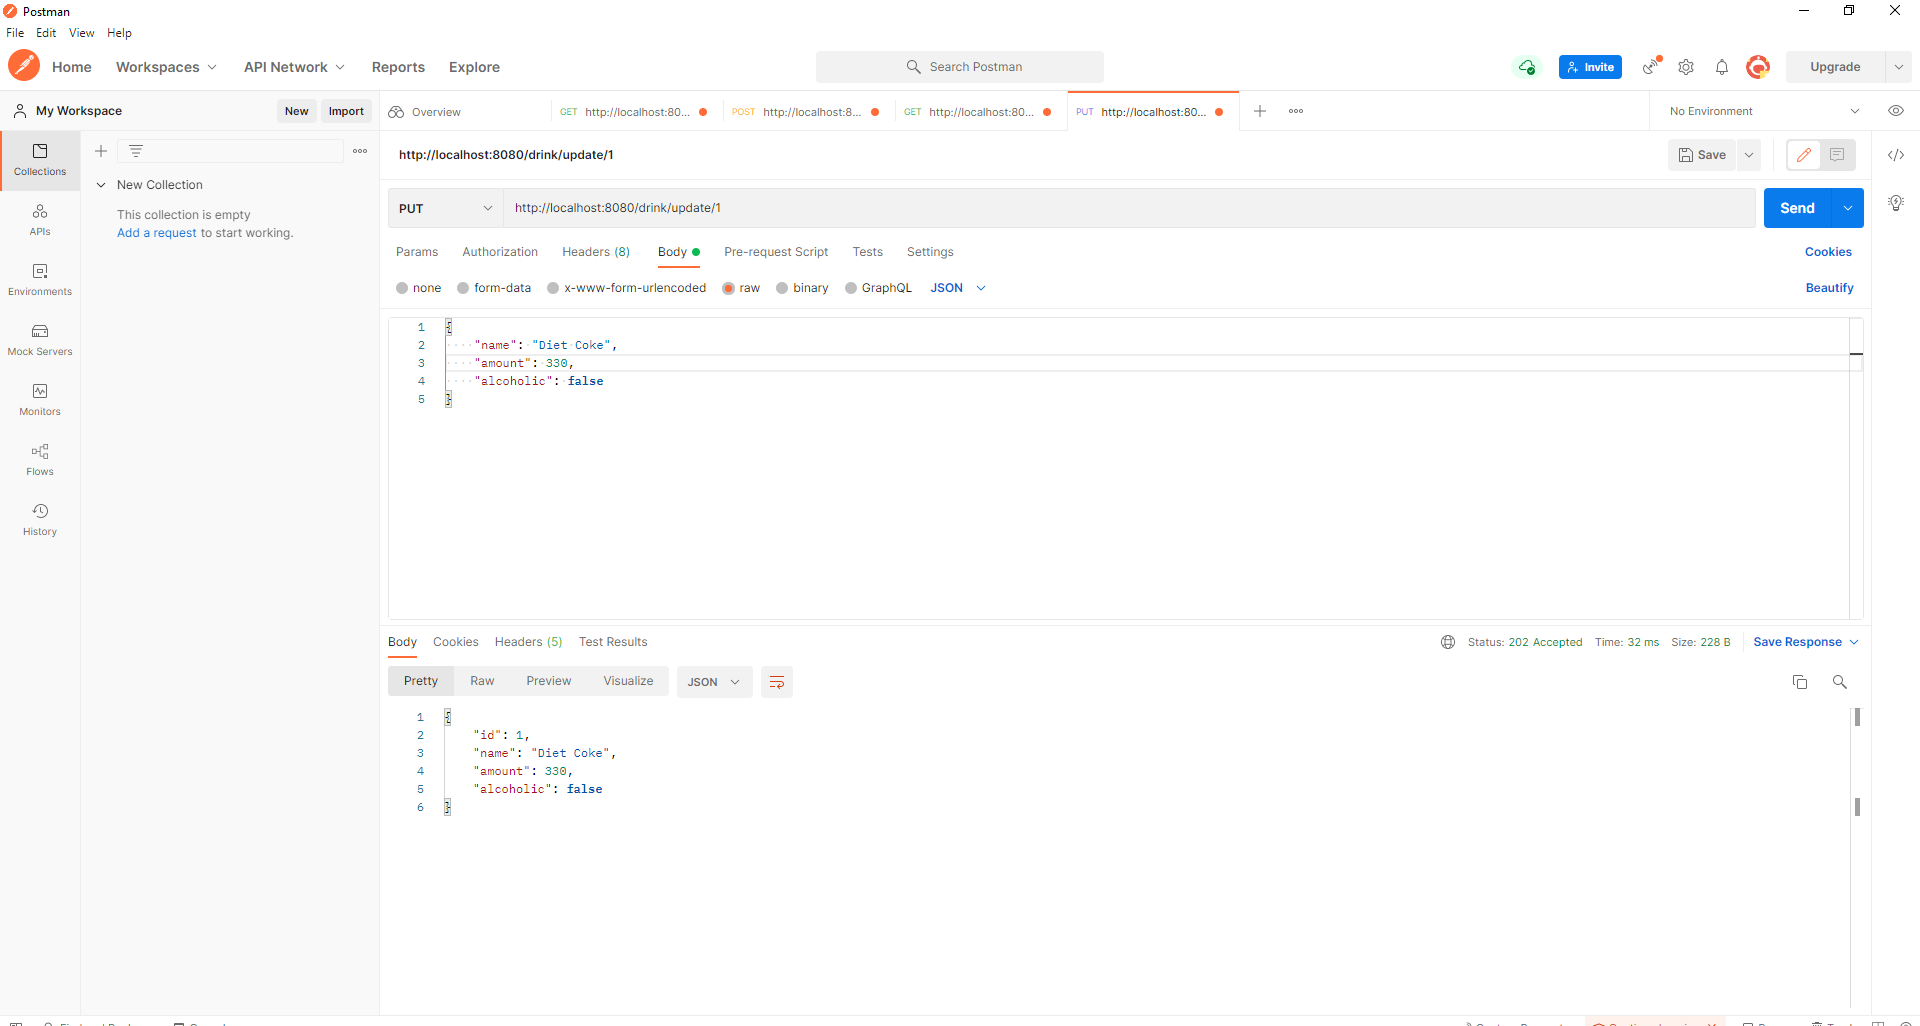 Postman
File Edit View Help
Home Workspaces API Network Reports Explore Search Postman Invite Upgrade
My Workspace New Import Overview GET http://localhost:80... POST http://localhost:8... GET http://localhost:80... PUT http://localhost:80... No Environment
Collections
APIs
Environments
Mock Servers
Monitors
Flows
History
New Collection
This collection is empty
Add a request to start working.
http://localhost:8080/drink/update/1 Save
PUT http://localhost:8080/drink/update/1 Send
Params Authorization Headers (8) Body Pre-request Script Tests Settings Cookies
none form-data x-www-form-urlencoded raw binary GraphQL JSON Beautify
1 {
2 "name": "Diet Coke",
3 "amount": 330,
4 "alcoholic": false
5 }
Body Cookies Headers (5) Test Results Status: 202 Accepted Time: 32 ms Size: 228 B Save Response
Pretty Raw Preview Visualize JSON
1 {
2 "id": 1,
3 "name": "Diet Coke",
4 "amount": 330,
5 "alcoholic": false
6 }